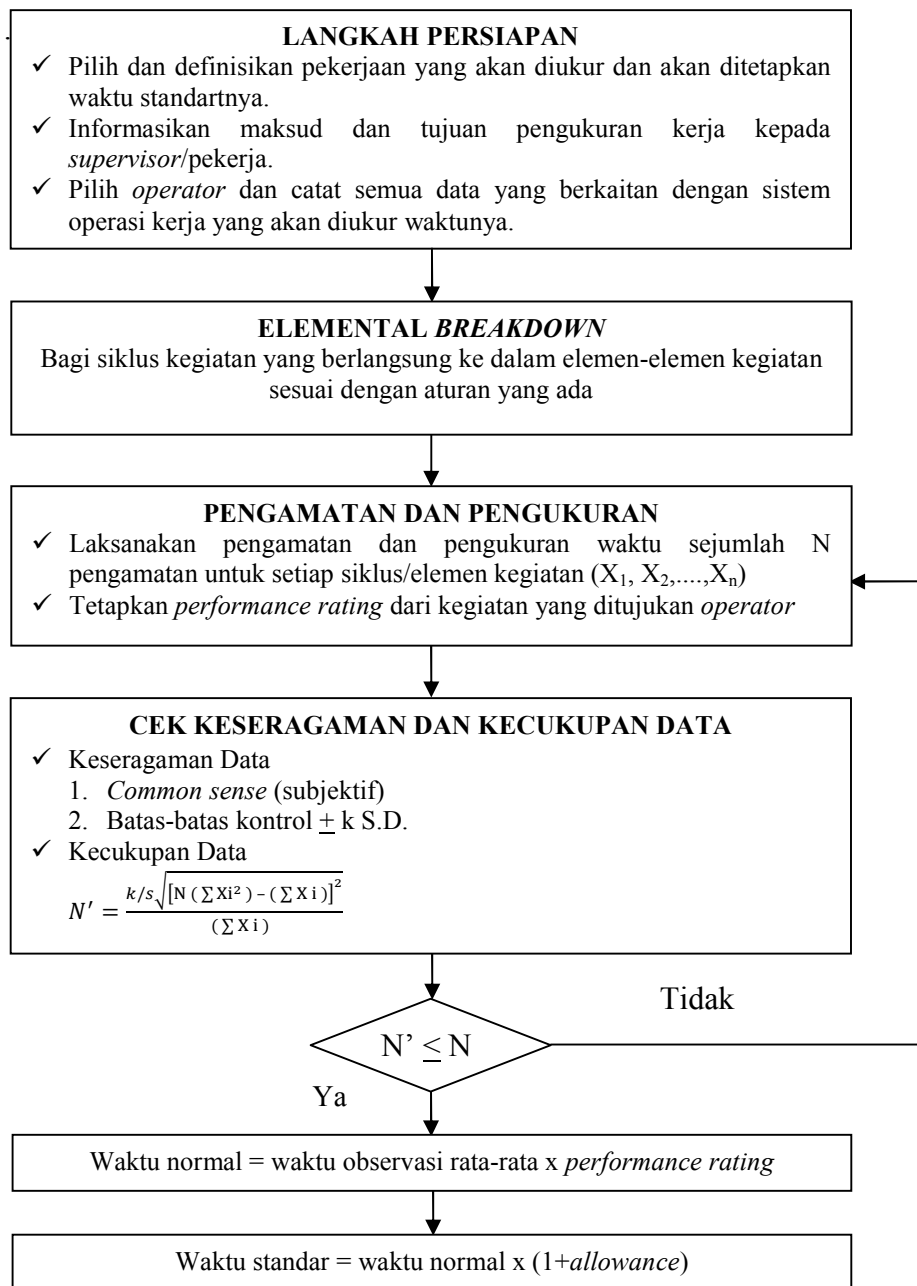 LANGKAH PERSIAPAN
✓ Pilih dan definisikan pekerjaan yang akan diukur dan akan ditetapkan
waktu standartnya.
✓ Informasikan maksud dan tujuan pengukuran kerja kepada
supervisor/pekerja.
✓ Pilih operator dan catat semua data yang berkaitan dengan sistem
operasi kerja yang akan diukur waktunya.
ELEMENTAL BREAKDOWN
Bagi siklus kegiatan yang berlangsung ke dalam elemen-elemen kegiatan
sesuai dengan aturan yang ada
PENGAMATAN DAN PENGUKURAN
✓ Laksanakan pengamatan dan pengukuran waktu sejumlah N
pengamatan untuk setiap siklus/elemen kegiatan (X₁, X₂,....,Xₙ)
✓ Tetapkan performance rating dari kegiatan yang ditujukan operator
CEK KESERAGAMAN DAN KECUKUPAN DATA
✓ Keseragaman Data
1. Common sense (subjektif)
2. Batas-batas kontrol ± k S.D.
✓ Kecukupan Data
N′ = k/s√[N (∑Xi²) – (∑X i)]² / (∑X i)
Tidak
N’ ≤ N
Ya
Waktu normal = waktu observasi rata-rata x performance rating
Waktu standar = waktu normal x (1+allowance)